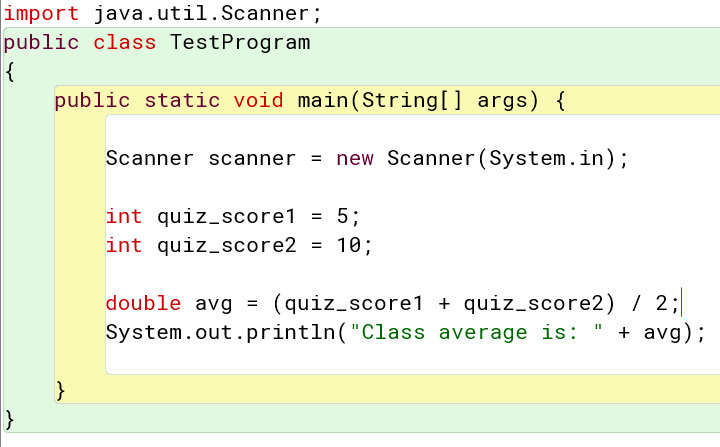 import java.util.Scanner;
public class TestProgram
{
public static void main(String[] args) {
Scanner scanner = new Scanner(System.in);
int quiz_score1 = 5;
int quiz_score2 = 10;
double avg = (quiz_score1 + quiz_score2) / 2;
System.out.println("Class average is: " + avg);
}
}